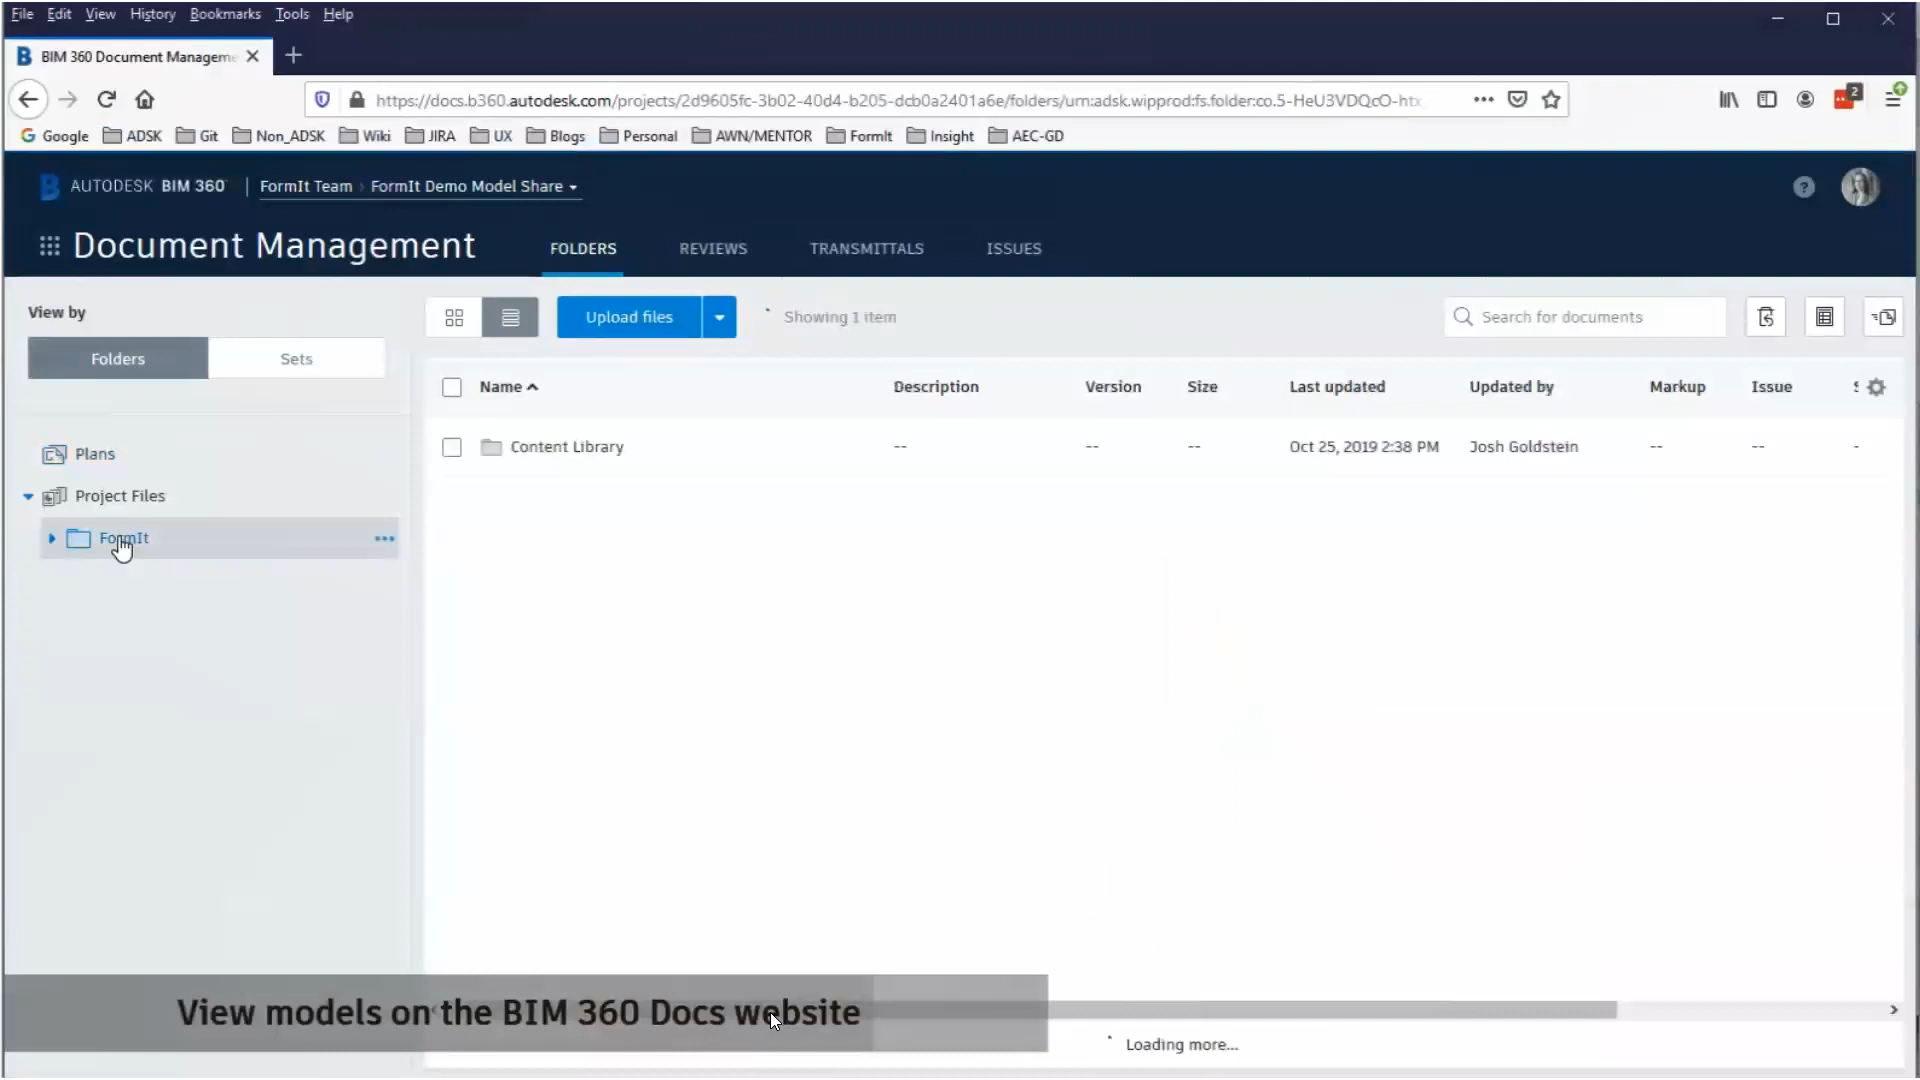 File Edit View History Bookmarks Tools Help
BIM 360 Document Manageme
https://docs.b360.autodesk.com/projects/2d9605fc-3b02-40d4-b205-dcb0a2401a6e/folders/urn:adsk.wipprod:fs.folder:co.5-HeU3VDQcO-htx
2
Google ADSK Git Non_ADSK Wiki JIRA UX Blogs Personal AWN/MENTOR FormIt Insight AEC-GD
AUTODESK BIM 360 FormIt Team FormIt Demo Model Share
Document Management FOLDERS REVIEWS TRANSMITTALS ISSUES
View by
Folders Sets
Upload files Showing 1 item Search for documents
Name Description Version Size Last updated Updated by Markup Issue
Content Library -- -- -- Oct 25, 2019 2:38 PM Josh Goldstein -- -- -
Plans
Project Files
FormIt
View models on the BIM 360 Docs website
Loading more...